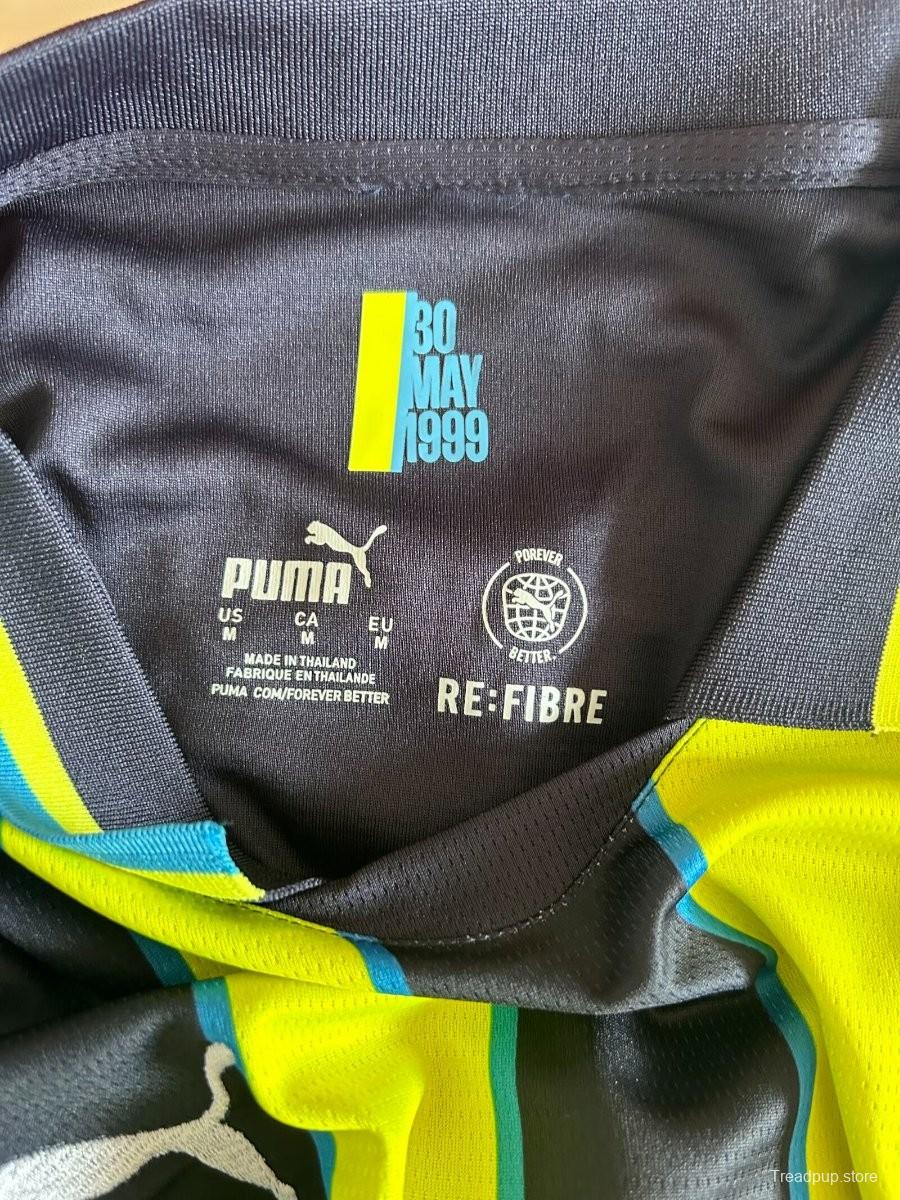 30
MAY
1999
PUMA
US CA EU
M M M
MADE IN THAILAND
FABRIQUE EN THAILANDE
PUMA COM/FOREVER BETTER
POREVER
BETTER.
RE:FIBRE
Treadpup.store